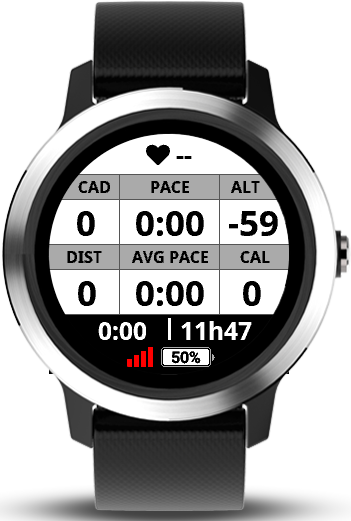 --
CAD PACE ALT
0 0:00 -59
DIST AVG PACE CAL
0 0:00 0
0:00 | 11h47
50%